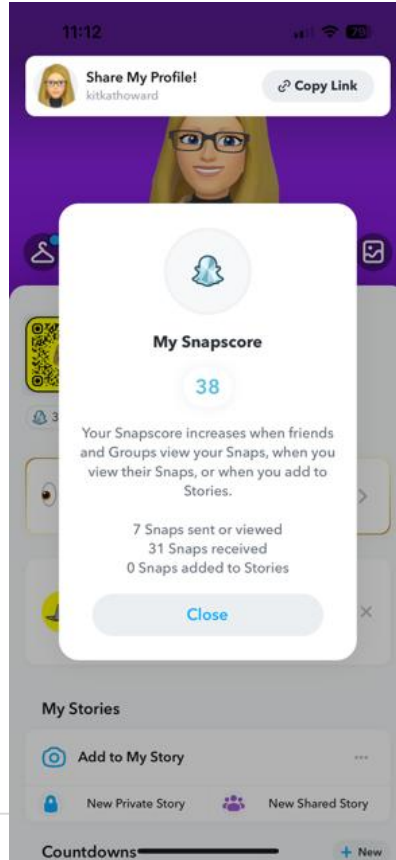 11:12
79
Share My Profile!
kitkathoward
Copy Link
My Snapscore
38
Your Snapscore increases when friends
and Groups view your Snaps, when you
view their Snaps, or when you add to
Stories.
7 Snaps sent or viewed
31 Snaps received
0 Snaps added to Stories
Close
My Stories
Add to My Story
New Private Story
New Shared Story
Countdowns
+ New